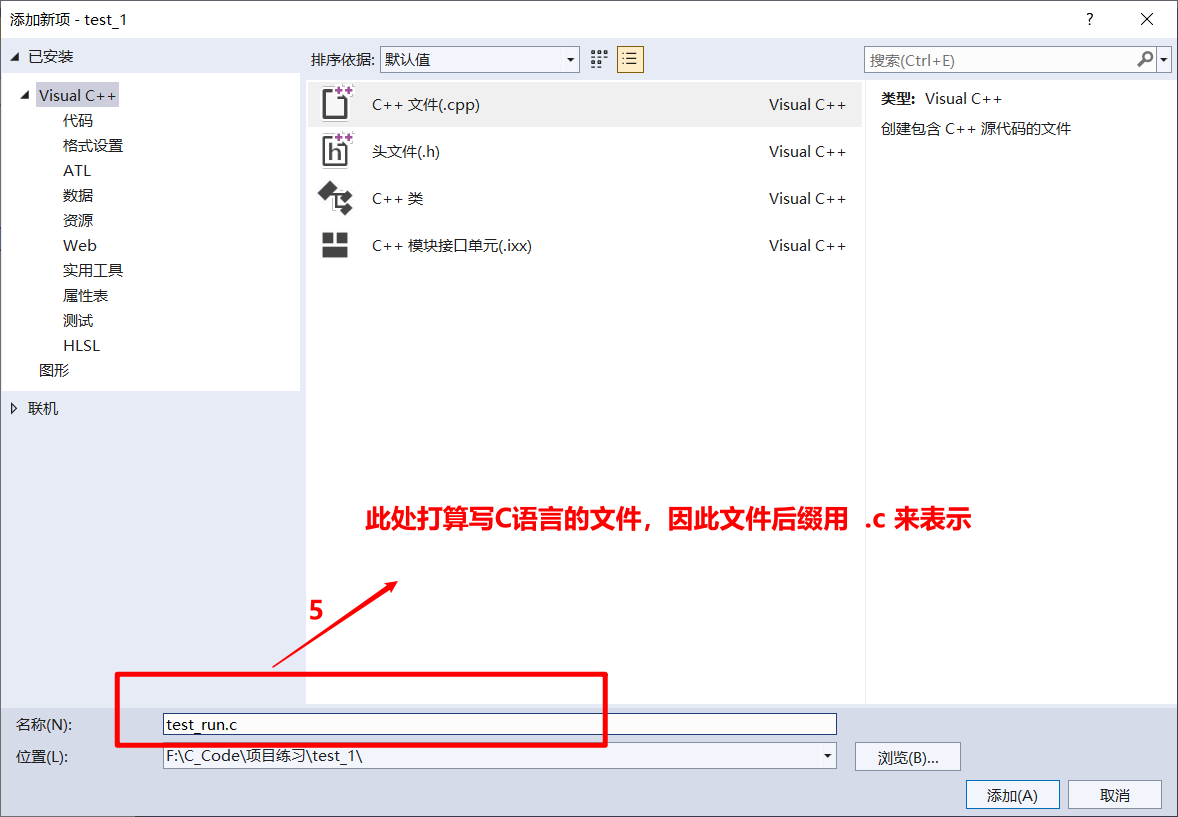 添加新项 - test_1
?
已安装
排序依据: 默认值
搜索(Ctrl+E)
Visual C++
代码
格式设置
ATL
数据
资源
Web
实用工具
属性表
测试
HLSL
图形
联机
C++ 文件(.cpp) Visual C++
头文件(.h) Visual C++
C++ 类 Visual C++
C++ 模块接口单元(.ixx) Visual C++
类型: Visual C++
创建包含 C++ 源代码的文件
此处打算写C语言的文件，因此文件后缀用 .c 来表示
5
名称(N): test_run.c
位置(L): F:\C_Code\项目练习\test_1\
浏览(B)...
添加(A) 取消